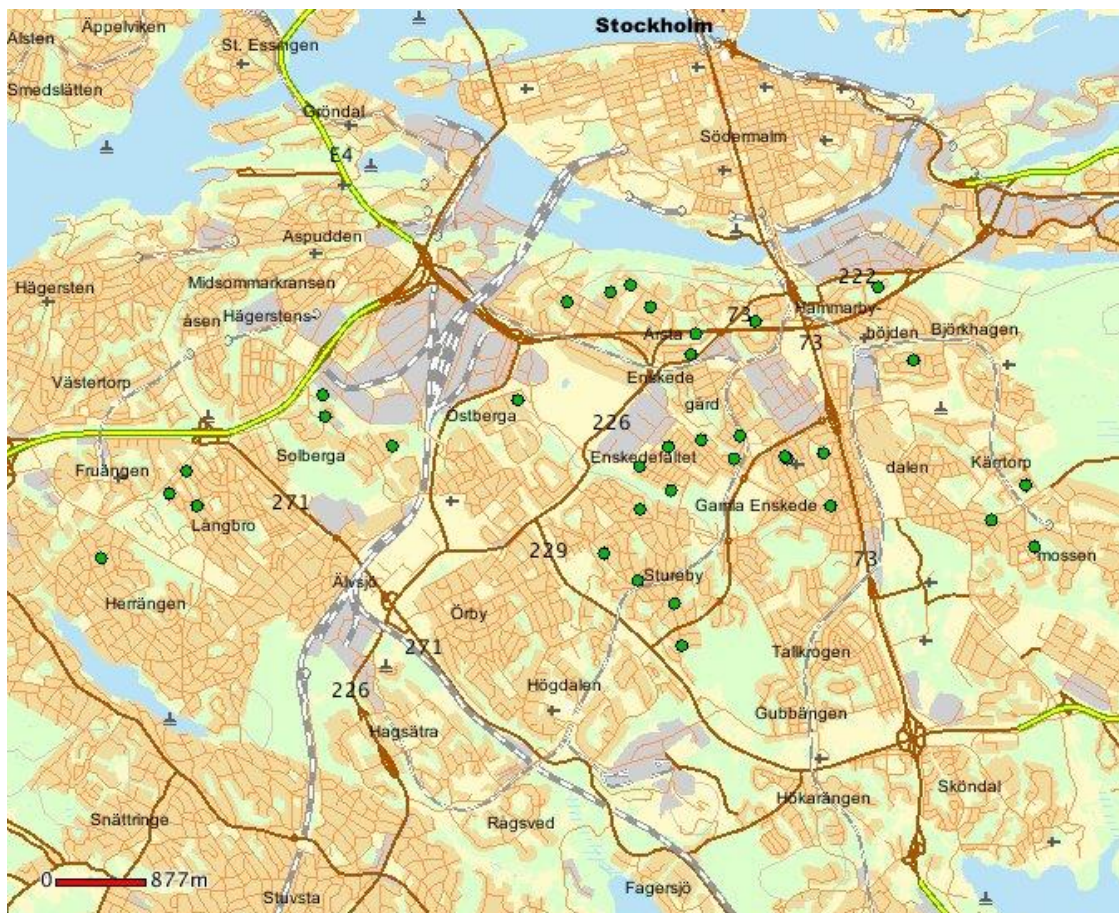 Stockholm
Äppelviken
Ålsten
St. Essingen
Smedslätten
Gröndal
Södermalm
E4
Aspudden
Midsommarkransen
Hägersten
222
Hägerstens-
åsen
73
Hammarby-
höjden
Björkhagen
Årsta
73
Enskede
gård
Västertorp
Östberga
226
Solberga
Enskedefältet
Fruängen
dalen
Kärrtorp
271
Långbro
Gamla Enskede
229
73
mossen
Älvsjö
Stureby
Herrängen
Örby
271
Tallkrogen
226
Högdalen
Gubbängen
Hagsätra
Hökarängen
Sköndal
Snättringe
Ragsved
0
877m
Stuvsta
Fagersjö